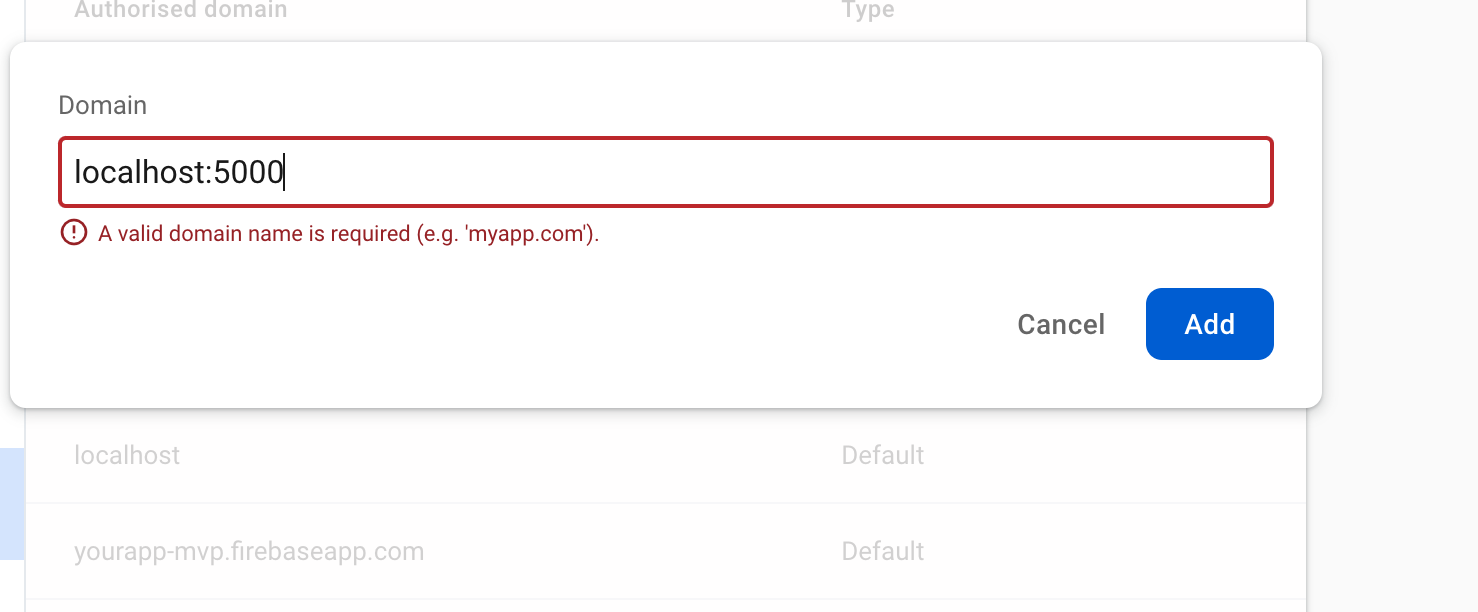 Authorised domain Type
Domain
localhost:5000
A valid domain name is required (e.g. 'myapp.com').
Cancel Add
localhost Default
yourapp-mvp.firebaseapp.com Default